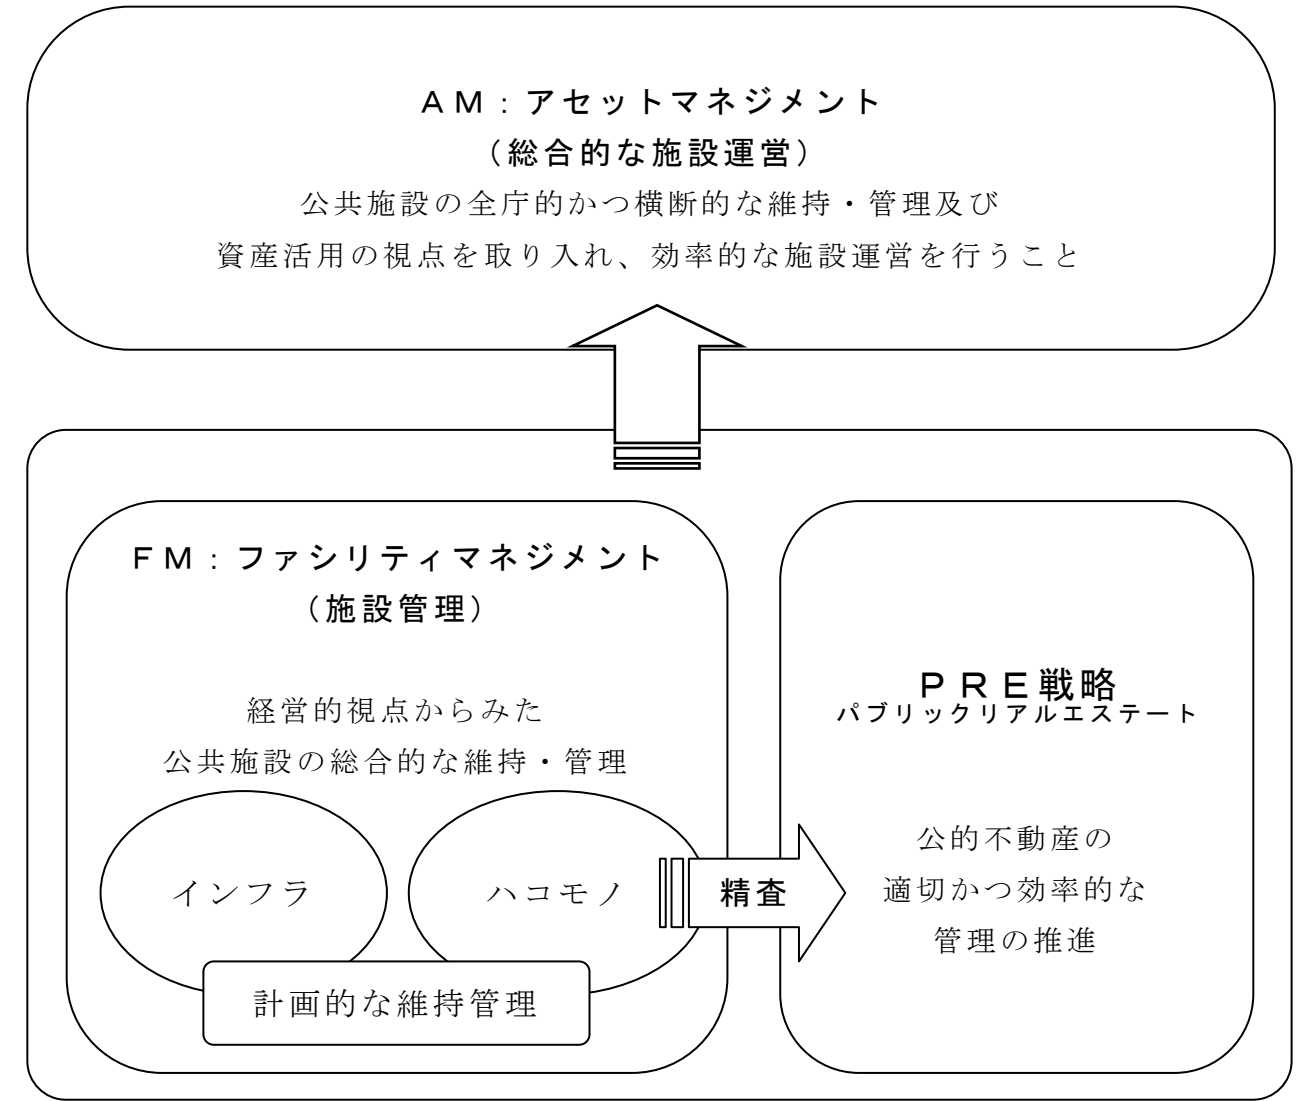 ＡＭ：アセットマネジメント
（総合的な施設運営）
公共施設の全庁的かつ横断的な維持・管理及び
資産活用の視点を取り入れ、効率的な施設運営を行うこと
ＦＭ：ファシリティマネジメント
（施設管理）
経営的視点からみた
公共施設の総合的な維持・管理
インフラ
ハコモノ
計画的な維持管理
精査
ＰＲＥ戦略
パブリックリアルエステート
公的不動産の
適切かつ効率的な
管理の推進